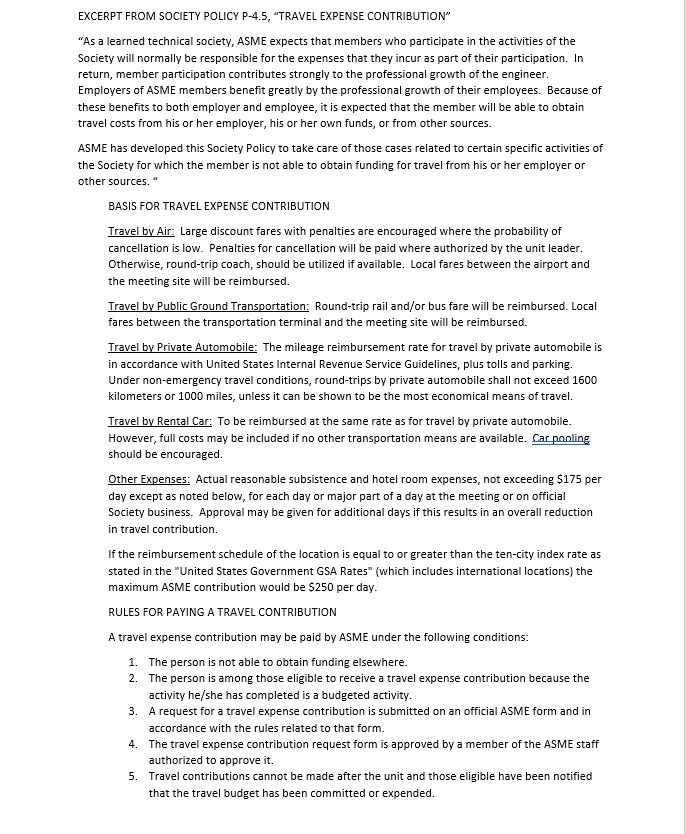 EXCERPT FROM SOCIETY POLICY P-4.5, “TRAVEL EXPENSE CONTRIBUTION”
“As a learned technical society, ASME expects that members who participate in the activities of the
Society will normally be responsible for the expenses that they incur as part of their participation.  In
return, member participation contributes strongly to the professional growth of the engineer.
Employers of ASME members benefit greatly by the professional growth of their employees.  Because of
these benefits to both employer and employee, it is expected that the member will be able to obtain
travel costs from his or her employer, his or her own funds, or from other sources.
ASME has developed this Society Policy to take care of those cases related to certain specific activities of
the Society for which the member is not able to obtain funding for travel from his or her employer or
other sources. “
BASIS FOR TRAVEL EXPENSE CONTRIBUTION
Travel by Air:  Large discount fares with penalties are encouraged where the probability of
cancellation is low.  Penalties for cancellation will be paid where authorized by the unit leader.
Otherwise, round-trip coach, should be utilized if available.  Local fares between the airport and
the meeting site will be reimbursed.
Travel by Public Ground Transportation:  Round-trip rail and/or bus fare will be reimbursed. Local
fares between the transportation terminal and the meeting site will be reimbursed.
Travel by Private Automobile:  The mileage reimbursement rate for travel by private automobile is
in accordance with United States Internal Revenue Service Guidelines, plus tolls and parking.
Under non-emergency travel conditions, round-trips by private automobile shall not exceed 1600
kilometers or 1000 miles, unless it can be shown to be the most economical means of travel.
Travel by Rental Car:  To be reimbursed at the same rate as for travel by private automobile.
However, full costs may be included if no other transportation means are available.  Car pooling
should be encouraged.
Other Expenses:  Actual reasonable subsistence and hotel room expenses, not exceeding $175 per
day except as noted below, for each day or major part of a day at the meeting or on official
Society business.  Approval may be given for additional days if this results in an overall reduction
in travel contribution.
If the reimbursement schedule of the location is equal to or greater than the ten-city index rate as
stated in the "United States Government GSA Rates" (which includes international locations) the
maximum ASME contribution would be $250 per day.
RULES FOR PAYING A TRAVEL CONTRIBUTION
A travel expense contribution may be paid by ASME under the following conditions:
1. The person is not able to obtain funding elsewhere.
2. The person is among those eligible to receive a travel expense contribution because the
activity he/she has completed is a budgeted activity.
3. A request for a travel expense contribution is submitted on an official ASME form and in
accordance with the rules related to that form.
4. The travel expense contribution request form is approved by a member of the ASME staff
authorized to approve it.
5. Travel contributions cannot be made after the unit and those eligible have been notified
that the travel budget has been committed or expended.